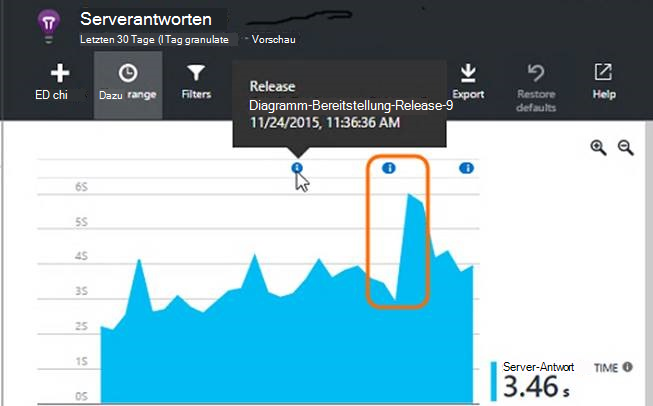 Serverantworten
Letzten 30 Tage (I Tag granulate - Vorschau
ED chi
Dazu range
Filters
Export
Restore defaults
Help
Release
Diagramm-Bereitstellung-Release-9
11/24/2015, 11:36:36 AM
6S
5S
4S
3S
2S
1S
0S
Server-Antwort TIME
3.46 s